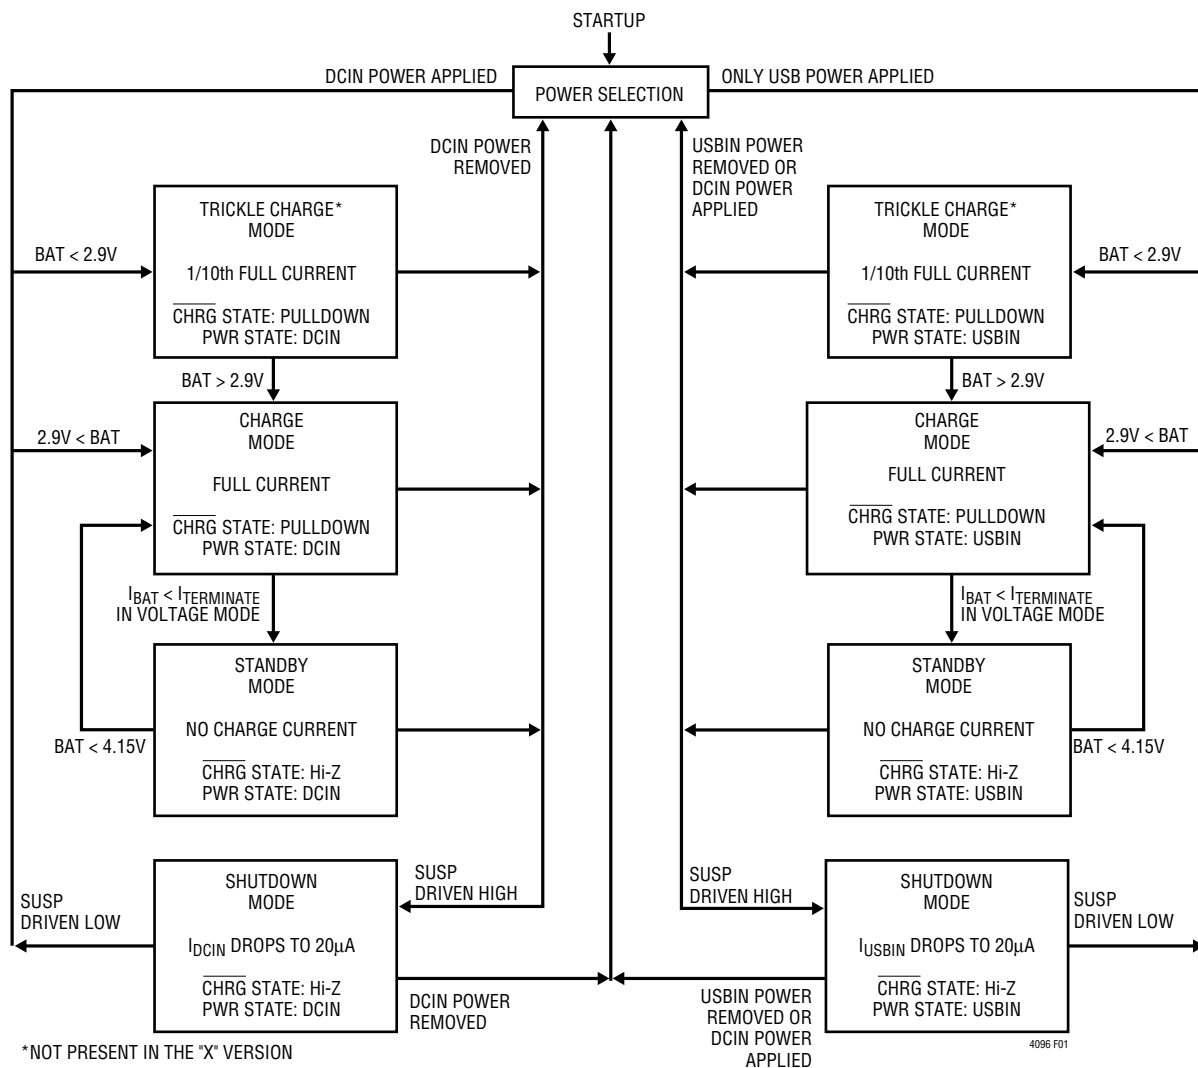 STARTUP
DCIN POWER APPLIED
POWER SELECTION
ONLY USB POWER APPLIED
DCIN POWER
REMOVED
USBIN POWER
REMOVED OR
DCIN POWER
APPLIED
TRICKLE CHARGE*
MODE
1/10th FULL CURRENT
CHRG STATE: PULLDOWN
PWR STATE: DCIN
BAT < 2.9V
BAT > 2.9V
2.9V < BAT
CHARGE
MODE
FULL CURRENT
CHRG STATE: PULLDOWN
PWR STATE: DCIN
IBAT < ITERMINATE
IN VOLTAGE MODE
STANDBY
MODE
NO CHARGE CURRENT
CHRG STATE: Hi-Z
PWR STATE: DCIN
BAT < 4.15V
SUSP
DRIVEN HIGH
SHUTDOWN
MODE
IDCIN DROPS TO 20µA
CHRG STATE: Hi-Z
PWR STATE: DCIN
SUSP
DRIVEN LOW
DCIN POWER
REMOVED
TRICKLE CHARGE*
MODE
1/10th FULL CURRENT
CHRG STATE: PULLDOWN
PWR STATE: USBIN
BAT < 2.9V
BAT > 2.9V
2.9V < BAT
CHARGE
MODE
FULL CURRENT
CHRG STATE: PULLDOWN
PWR STATE: USBIN
IBAT < ITERMINATE
IN VOLTAGE MODE
STANDBY
MODE
NO CHARGE CURRENT
CHRG STATE: Hi-Z
PWR STATE: USBIN
BAT < 4.15V
SUSP
DRIVEN HIGH
SHUTDOWN
MODE
IUSBIN DROPS TO 20µA
CHRG STATE: Hi-Z
PWR STATE: USBIN
SUSP
DRIVEN LOW
USBIN POWER
REMOVED OR
DCIN POWER
APPLIED
4096 F01
*NOT PRESENT IN THE "X" VERSION